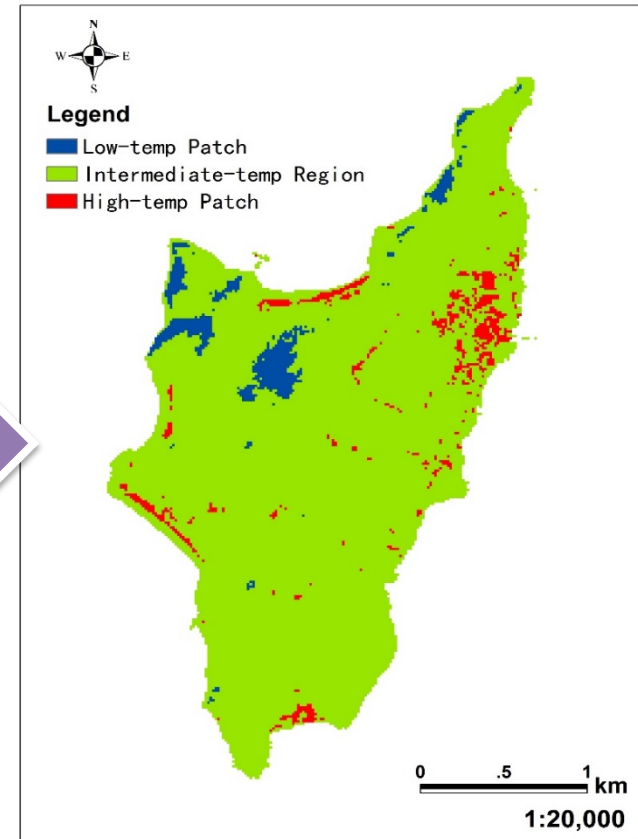 N
W E
S
Legend
Low-temp Patch
Intermediate-temp Region
High-temp Patch
0 .5 1
km
1:20,000